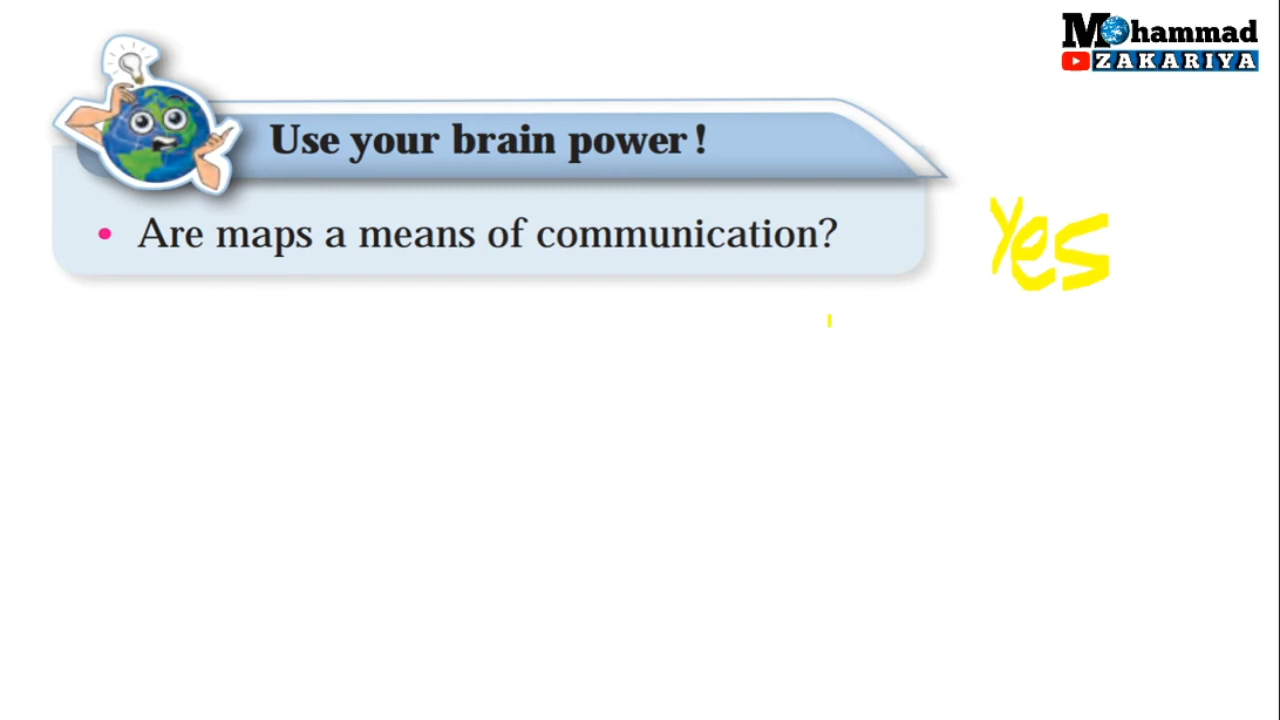 Mohammad
ZAKARIYA
Use your brain power!
• Are maps a means of communication?
Yes